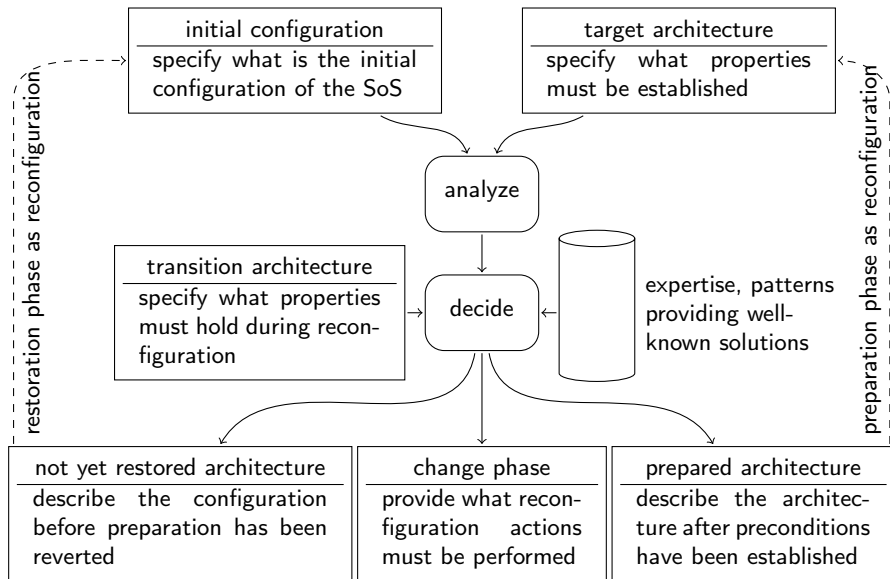 initial configuration
specify what is the initial
configuration of the SoS
target architecture
specify what properties
must be established
restoration phase as reconfiguration
preparation phase as reconfiguration
analyze
transition architecture
specify what properties
must hold during recon-
figuration
decide
expertise, patterns
providing well-
known solutions
not yet restored architecture
describe the configuration
before preparation has been
reverted
change phase
provide what recon-
figuration actions
must be performed
prepared architecture
describe the architec-
ture after preconditions
have been established